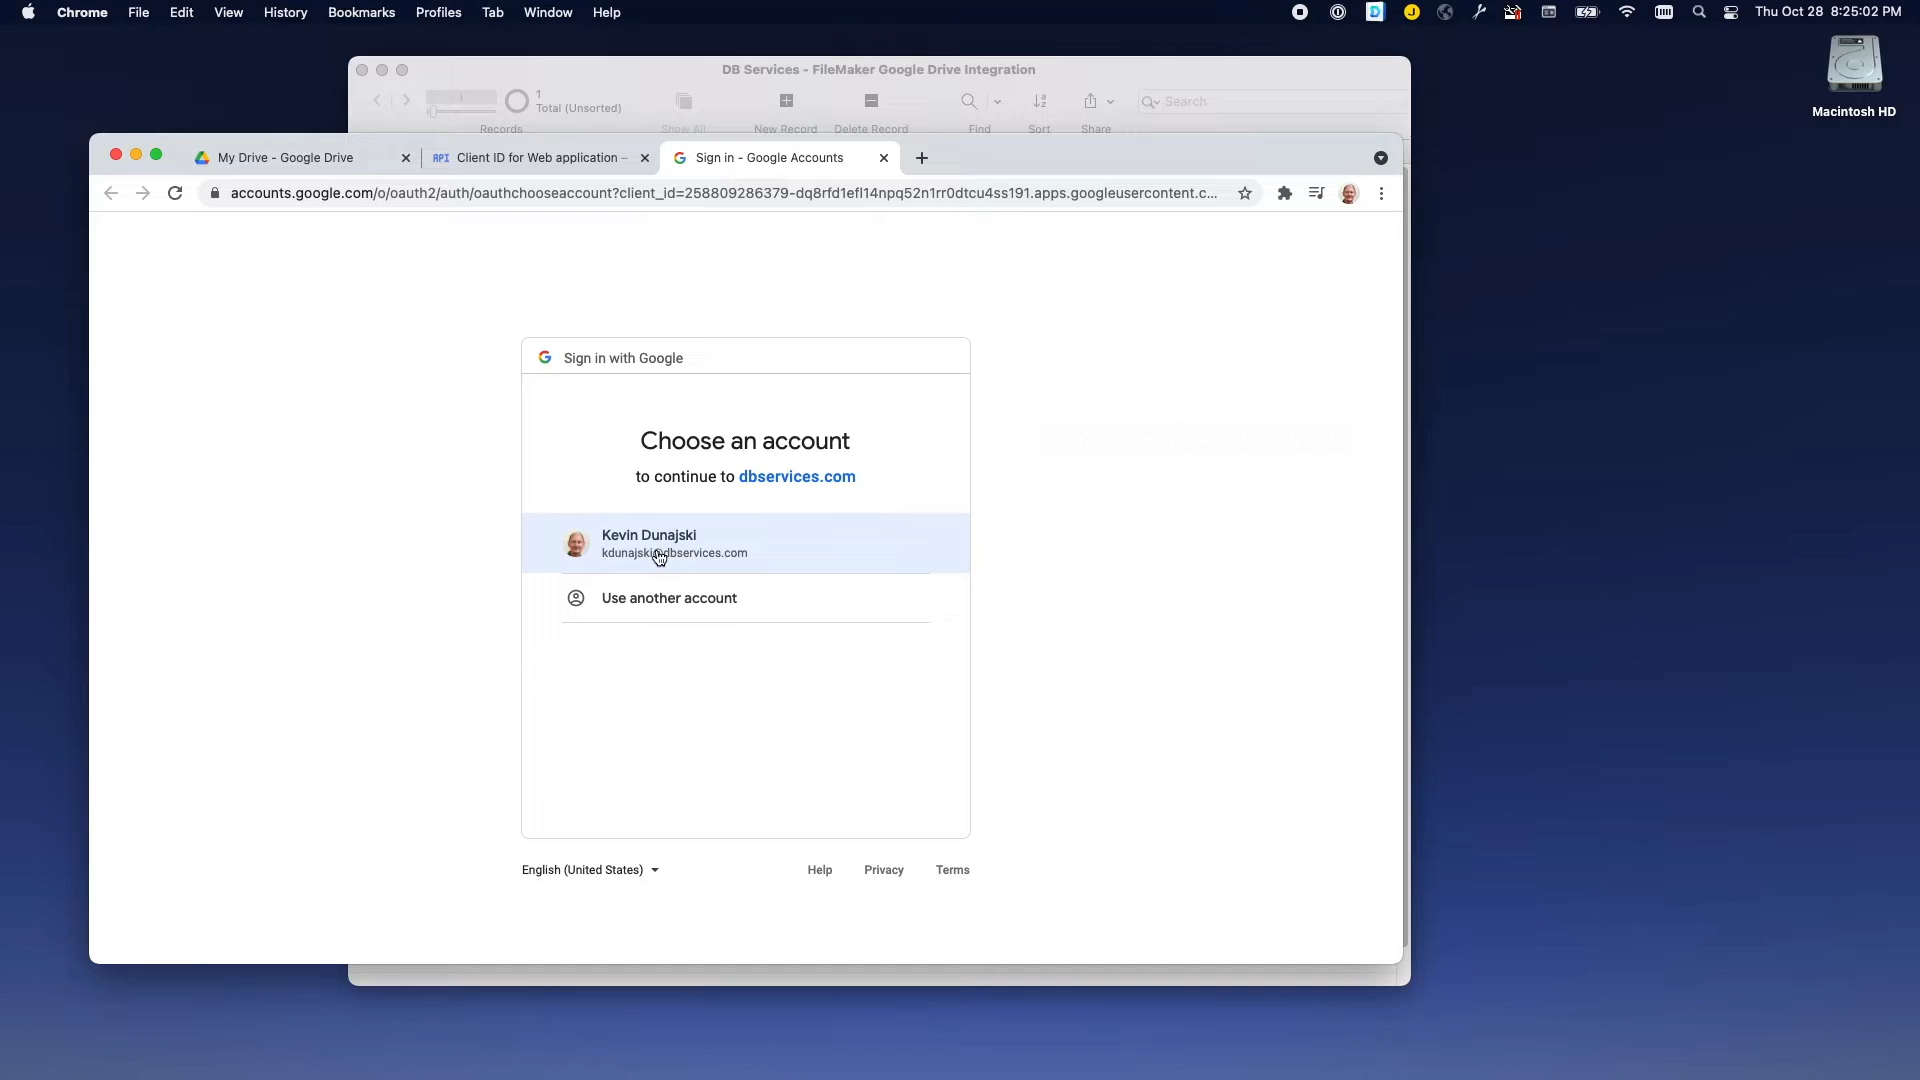 Chrome File Edit View History Bookmarks Profiles Tab Window Help
Thu Oct 28 8:25:02 PM
Macintosh HD
DB Services - FileMaker Google Drive Integration
1
Total (Unsorted)
Search
Records Show All New Record Delete Record Find Sort Share
My Drive - Google Drive
API Client ID for Web application -
Sign in - Google Accounts
accounts.google.com/o/oauth2/auth/oauthchooseaccount?client_id=258809286379-dq8rfd1efl14npq52n1rr0dtcu4ss191.apps.googleusercontent.c...
Sign in with Google
Choose an account
to continue to dbservices.com
Kevin Dunajski
kdunajski@dbservices.com
Use another account
English (United States)
Help Privacy Terms